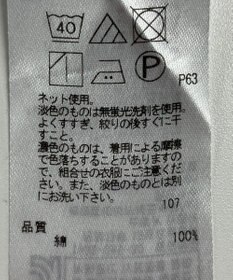 40
P P63
ネット使用。
淡色のものは無蛍光洗剤を使用。
よくすすぎ、絞りの後すぐに干
すこと。
濃色のものは、着用による摩擦
で色落ちすることがありますの
で、組合せの衣服にご注意くださ
い。また、淡色のものとは別
にお洗い下さい。
107
品質
綿 100%